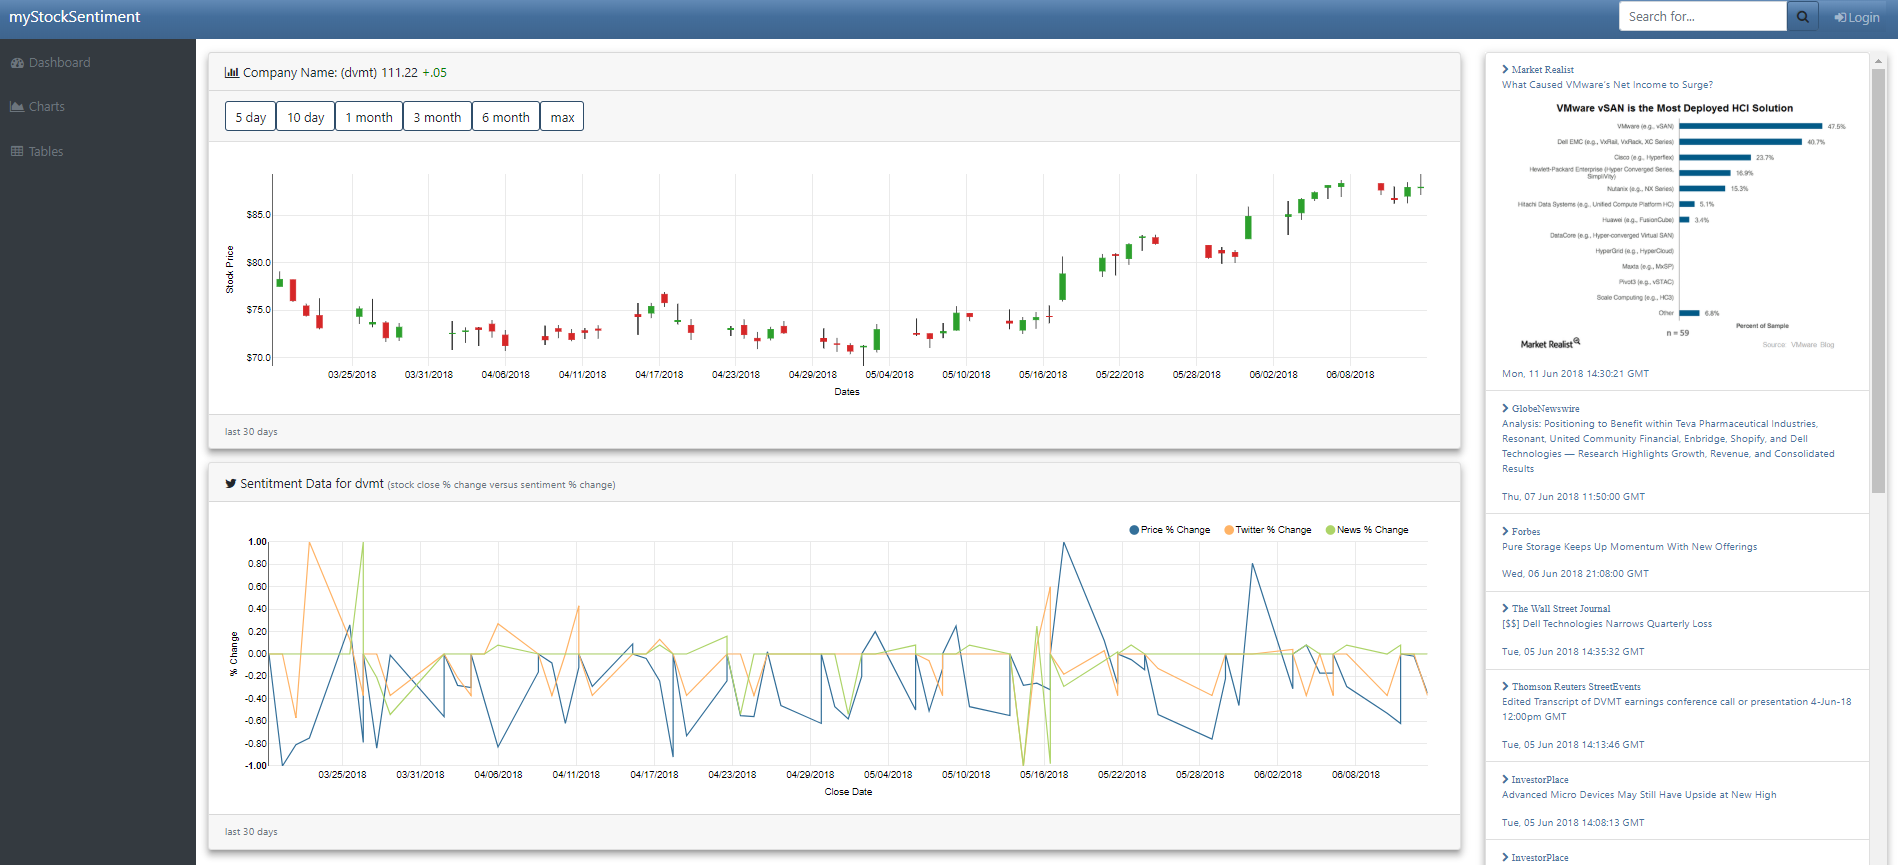 myStockSentiment
Search for...
Login
Dashboard
Charts
Tables
Company Name: (dvmt) 111.22 +.05
5 day
10 day
1 month
3 month
6 month
max
$85.0
$80.0
$75.0
$70.0
Stock Price
03/25/2018 03/31/2018 04/06/2018 04/11/2018 04/17/2018 04/23/2018 04/29/2018 05/04/2018 05/10/2018 05/16/2018 05/22/2018 05/28/2018 06/02/2018 06/08/2018
Dates
last 30 days
Sentitment Data for dvmt (stock close % change versus sentiment % change)
Price % Change Twitter % Change News % Change
1.00
0.80
0.60
0.40
0.20
0.00
-0.20
-0.40
-0.60
-0.80
-1.00
% Change
03/25/2018 03/31/2018 04/06/2018 04/11/2018 04/17/2018 04/23/2018 04/29/2018 05/04/2018 05/10/2018 05/16/2018 05/22/2018 05/28/2018 06/02/2018 06/08/2018
Close Date
last 30 days
Market Realist
What Caused VMware's Net Income to Surge?
VMware vSAN is the Most Deployed HCI Solution
VMware (e.g., vSAN) 47.5%
Dell EMC (e.g., VxRail, VxRack, XC Series) 40.7%
Cisco (e.g., Hyperflex) 23.7%
Hewlett-Packard Enterprise (Hyper Converged Series,
SimpliVity) 16.9%
Nutanix (e.g., NX Series) 15.3%
Hitachi Data Systems (e.g., Unified Compute Platform HC) 5.1%
Huawei (e.g., FusionCube) 3.4%
DataCore (e.g., Hyper-converged Virtual SAN)
HyperGrid (e.g., HyperCloud)
Maxta (e.g., MxSP)
Pivot3 (e.g., vSTAC)
Scale Computing (e.g., HC3)
Other 6.8%
Percent of Sample
n = 59
Market Realist
Source: VMware Blog
Mon, 11 Jun 2018 14:30:21 GMT
GlobeNewswire
Analysis: Positioning to Benefit within Teva Pharmaceutical Industries,
Resonant, United Community Financial, Enbridge, Shopify, and Dell
Technologies — Research Highlights Growth, Revenue, and Consolidated
Results
Thu, 07 Jun 2018 11:50:00 GMT
Forbes
Pure Storage Keeps Up Momentum With New Offerings
Wed, 06 Jun 2018 21:08:00 GMT
The Wall Street Journal
[$$] Dell Technologies Narrows Quarterly Loss
Tue, 05 Jun 2018 14:35:32 GMT
Thomson Reuters StreetEvents
Edited Transcript of DVMT earnings conference call or presentation 4-Jun-18
12:00pm GMT
Tue, 05 Jun 2018 14:13:46 GMT
InvestorPlace
Advanced Micro Devices May Still Have Upside at New High
Tue, 05 Jun 2018 14:08:13 GMT
InvestorPlace